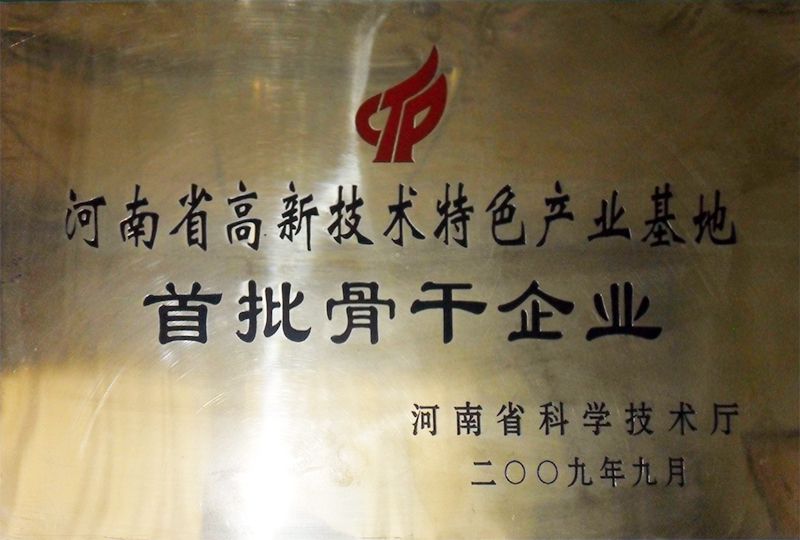 CTP
河南省高新技术特色产业基地
首批骨干企业
河南省科学技术厅
二〇〇九年九月